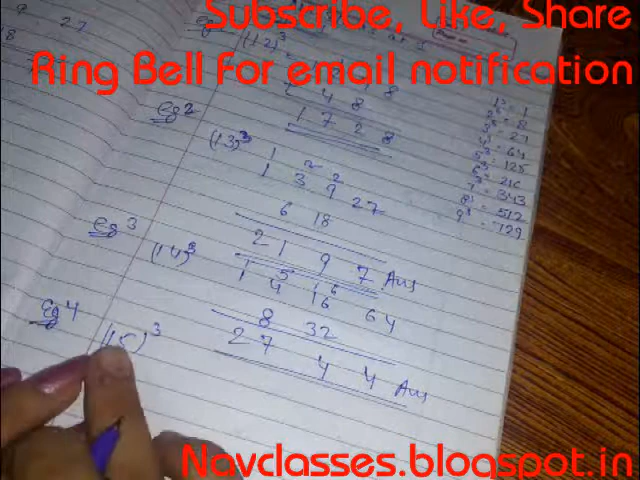 Subscribe, Like, Share
Ring Bell For email notification
27
(12)³
8
4 8
1 7 2 8
eg 2
(13)³
1 3 9 27
6 18
2 1 9 7 Ans
eg 3
(14)³
1 4 16 64
8 32
2 7 4 4 Ans
Eg 4
(15)³
1³ = 1
2³ = 8
3³ = 27
4³ = 64
5³ = 125
6³ = 216
7³ = 343
8³ = 512
9³ = 729
Navclasses.blogspot.in